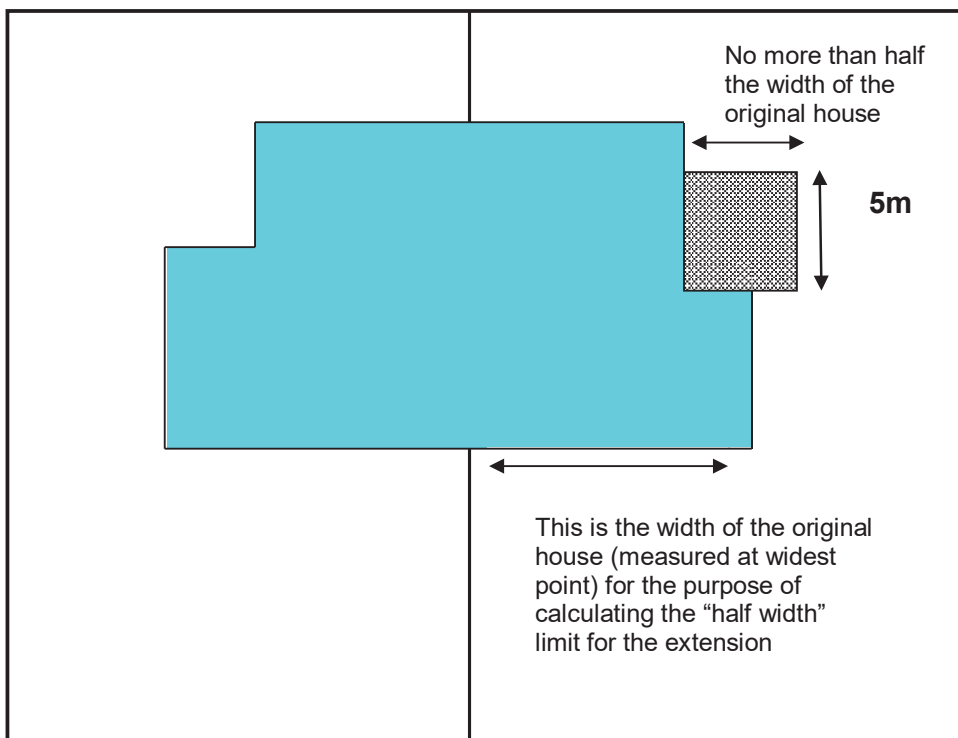 No more than half
the width of the
original house
5m
This is the width of the original
house (measured at widest
point) for the purpose of
calculating the “half width”
limit for the extension